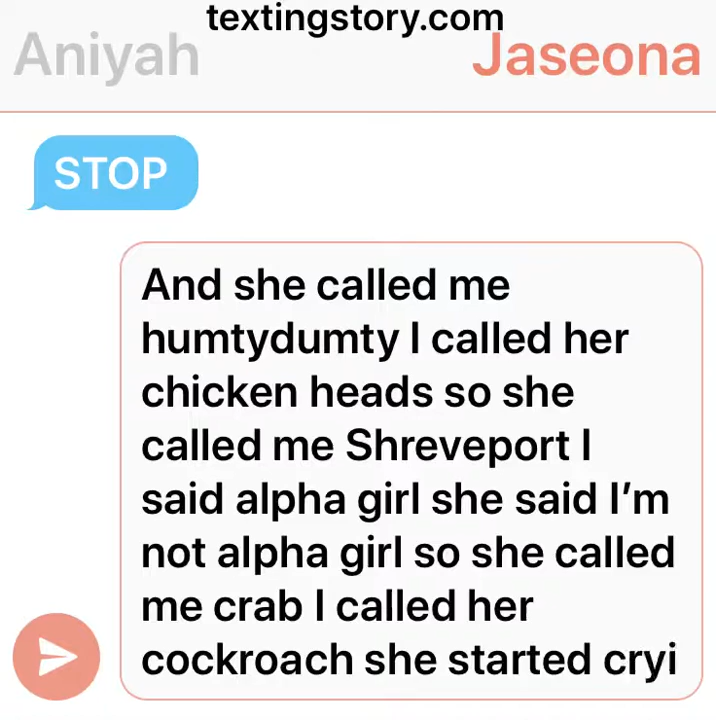 textingstory.com
Aniyah Jaseona
STOP
And she called me
humtydumty I called her
chicken heads so she
called me Shreveport I
said alpha girl she said I’m
not alpha girl so she called
me crab I called her
cockroach she started cryi